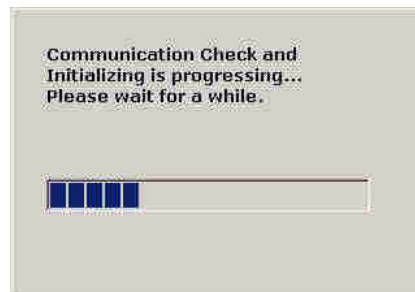 Communication Check and
Initializing is progressing...
Please wait for a while.